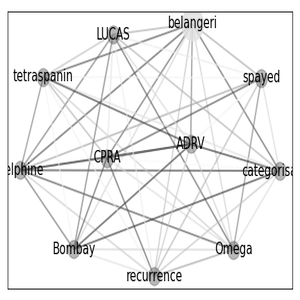 belangeri
LUCAS
tetraspanin
spayed
ADRV
CPRA
elphine
categorisa
Bombay
Omega
recurrence